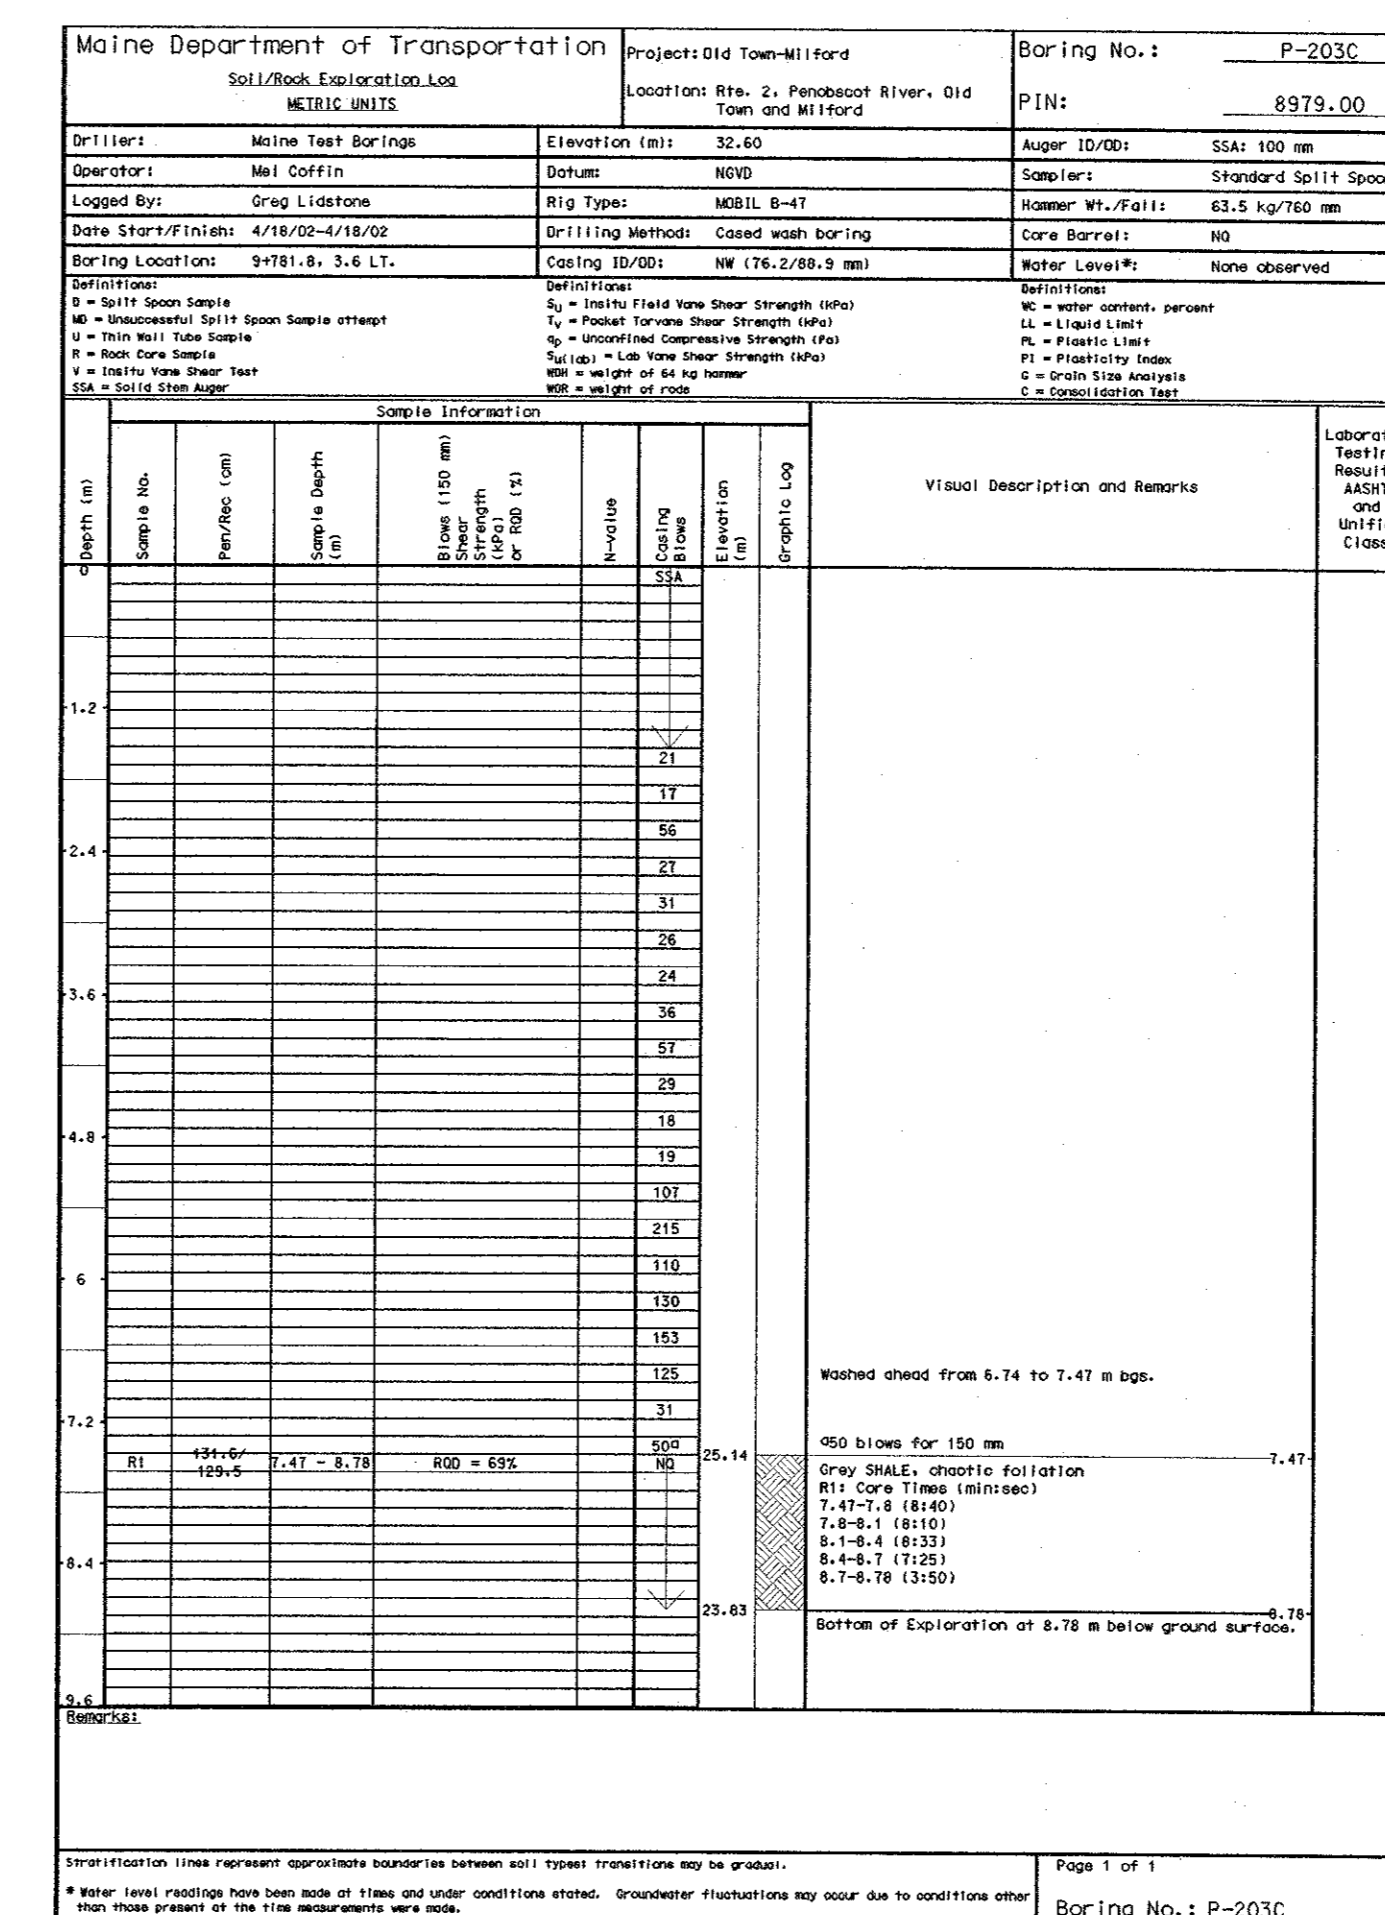 Maine Department of Transportation
Soil/Rock Exploration Log
METRIC UNITS
Project: Old Town-Milford
Location: Rte. 2, Penobscot River, Old
Town and Milford
Boring No.: P-203C
PIN: 8979.00
Driller: Maine Test Borings Elevation (m): 32.60 Auger ID/OD: SSA: 100 mm
Operator: Mel Coffin Datum: NGVD Sampler: Standard Split Spoo
Logged By: Greg Lidstone Rig Type: MOBIL B-47 Hammer Wt./Fall: 63.5 kg/760 mm
Date Start/Finish: 4/18/02-4/18/02 Drilling Method: Cased wash boring Core Barrel: NQ
Boring Location: 9+781.8, 3.6 LT. Casing ID/OD: NW (76.2/88.9 mm) Water Level*: None observed
Definitions:
D = Split Spoon Sample
MD = Unsuccessful Split Spoon Sample attempt
U = Thin Wall Tube Sample
R = Rock Core Sample
V = Insitu Vane Shear Test
SSA = Solid Stem Auger
Definitions:
Su = Insitu Field Vane Shear Strength (kPa)
Tv = Pocket Torvane Shear Strength (kPa)
qp = Unconfined Compressive Strength (Pa)
Su(lab) = Lab Vane Shear Strength (kPa)
WOH = weight of 64 kg hammer
WOR = weight of rods
Definitions:
WC = water content, percent
LL = Liquid Limit
PL = Plastic Limit
PI = Plasticity Index
G = Grain Size Analysis
C = Consolidation Test
Sample Information
Depth (m)
Sample No.
Pen/Rec (cm)
Sample Depth
(m)
Blows (150 mm)
Shear
Strength
(kPa)
or RQD (%)
N-value
Casing
Blows
Elevation
(m)
Graphic Log
Visual Description and Remarks
Laborat
Testin
Result
AASHT
and
Unifi
Class
0
SSA
1.2
21
17
56
2.4
27
31
26
24
3.6
36
57
29
18
4.8
19
107
215
110
6
130
153
125 Washed ahead from 6.74 to 7.47 m bgs.
31
7.2
50a a50 blows for 150 mm
25.14 7.47
R1 131.6/
129.5 7.47 - 8.78 RQD = 69% NQ
Grey SHALE, chaotic foliation
R1: Core Times (min:sec)
7.47-7.8 (8:40)
7.8-8.1 (8:10)
8.1-8.4 (8:33)
8.4-8.7 (7:25)
8.7-8.78 (3:50)
8.4
23.83 8.78
Bottom of Exploration at 8.78 m below ground surface.
9.6
Remarks:
Stratification lines represent approximate boundaries between soil types; transitions may be gradual.
* Water level readings have been made at times and under conditions stated. Groundwater fluctuations may occur due to conditions other
than those present at the time measurements were made.
Page 1 of 1
Boring No.: P-203C